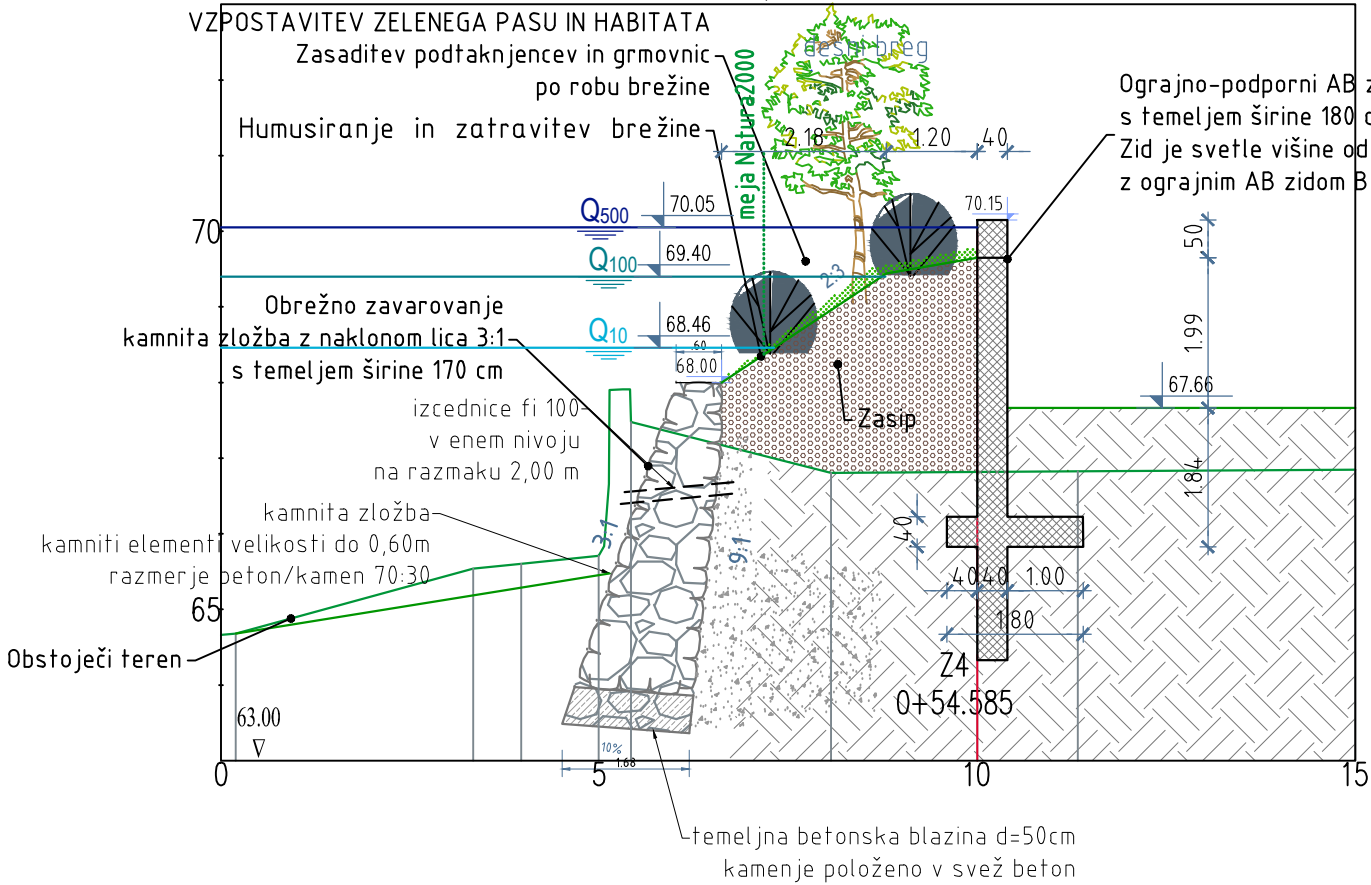 VZPOSTAVITEV ZELENEGA PASU IN HABITATA
Zasaditev podtaknjencev in grmovnic
po robu brežine
Humusiranje in zatravitev brežine
meja Natura2000
desni breg
2.18
1.20
40
Ograjno-podporni AB z
s temeljem širine 180 c
Zid je svetle višine od
z ograjnim AB zidom B
70.15
Q500
70.05
Q100
69.40
Q10
68.46
70
65
Obrežno zavarovanje
kamnita zložba z naklonom lica 3:1
s temeljem širine 170 cm
.60
68.00
2:3
50
1.99
67.66
1.84
izcednice fi 100
v enem nivoju
na razmaku 2,00 m
Zasip
kamnita zložba
kamniti elementi velikosti do 0,60m
razmerje beton/kamen 70:30
3:1
9:1
40
40
40
1.00
1.80
Obstoječi teren
Z4
0+54.585
63.00
10%
1.68
0
5
10
15
temeljna betonska blazina d=50cm
kamenje položeno v svež beton